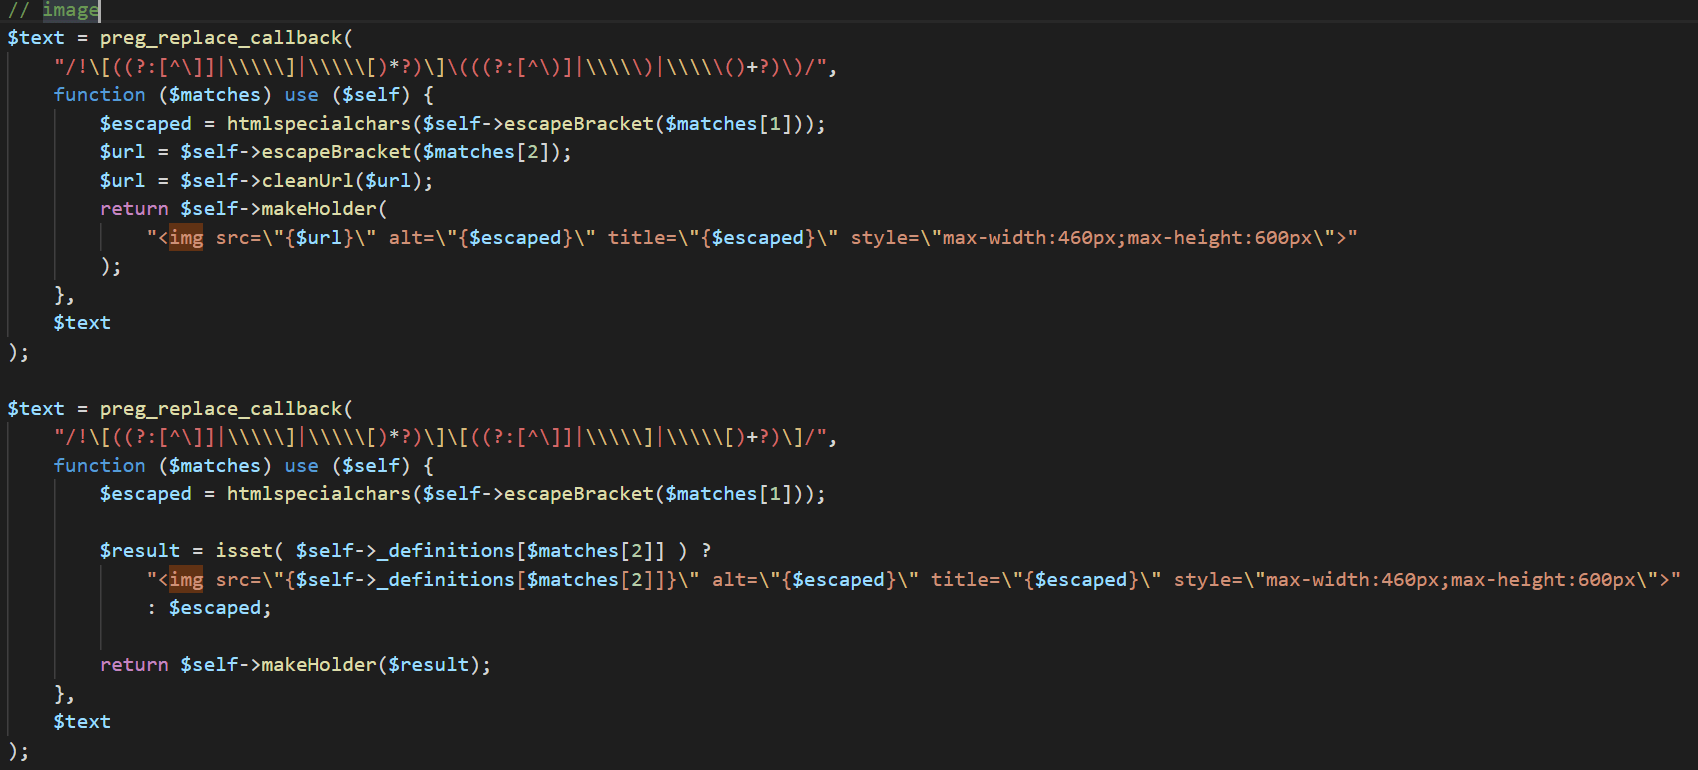 // image
$text = preg_replace_callback(
"/!\[((?:[^\]]|\\\\\]|\\\\\[)*?)\]\(((?:[^\)]|\\\\\)|\\\\\()+?)\)/",
function ($matches) use ($self) {
$escaped = htmlspecialchars($self->escapeBracket($matches[1]));
$url = $self->escapeBracket($matches[2]);
$url = $self->cleanUrl($url);
return $self->makeHolder(
"<img src=\"{$url}\" alt=\"{$escaped}\" title=\"{$escaped}\" style=\"max-width:460px;max-height:600px\">"
);
},
$text
);
$text = preg_replace_callback(
"/!\[((?:[^\]]|\\\\\]|\\\\\[)*?)\]\[((?:[^\]]|\\\\\]|\\\\\[)+?)\]/",
function ($matches) use ($self) {
$escaped = htmlspecialchars($self->escapeBracket($matches[1]));
$result = isset( $self->_definitions[$matches[2]] ) ?
"<img src=\"{$self->_definitions[$matches[2]]}\" alt=\"{$escaped}\" title=\"{$escaped}\" style=\"max-width:460px;max-height:600px\">"
: $escaped;
return $self->makeHolder($result);
},
$text
);